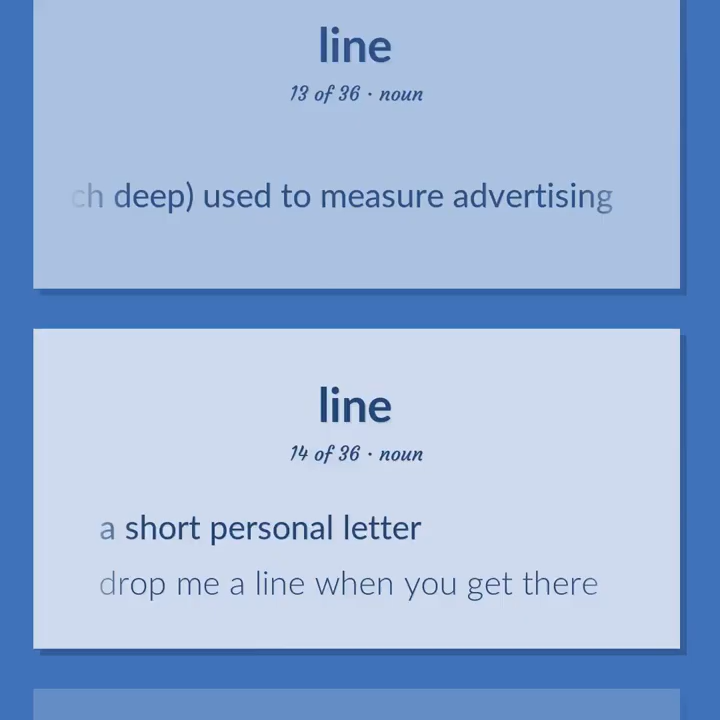 line
13 of 36 · noun
ch deep) used to measure advertising
line
14 of 36 · noun
a short personal letter
drop me a line when you get there